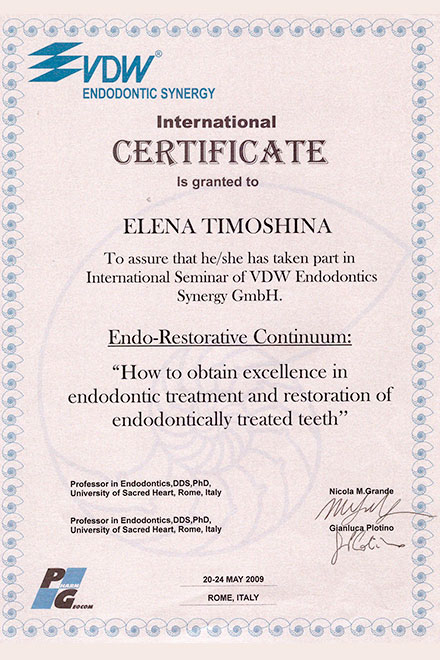 VDW®
ENDODONTIC SYNERGY
International
CERTIFICATE
Is granted to
ELENA TIMOSHINA
To assure that he/she has taken part in
International Seminar of VDW Endodontics
Synergy GmbH.
Endo-Restorative Continuum:
“How to obtain excellence in
endodontic treatment and restoration of
endodontically treated teeth”
Professor in Endodontics,DDS,PhD,
University of Sacred Heart, Rome, Italy
Nicola M.Grande
Professor in Endodontics,DDS,PhD,
University of Sacred Heart, Rome, Italy
Gianluca Plotino
PHARM
GEOCOM
20-24 MAY 2009
ROME, ITALY